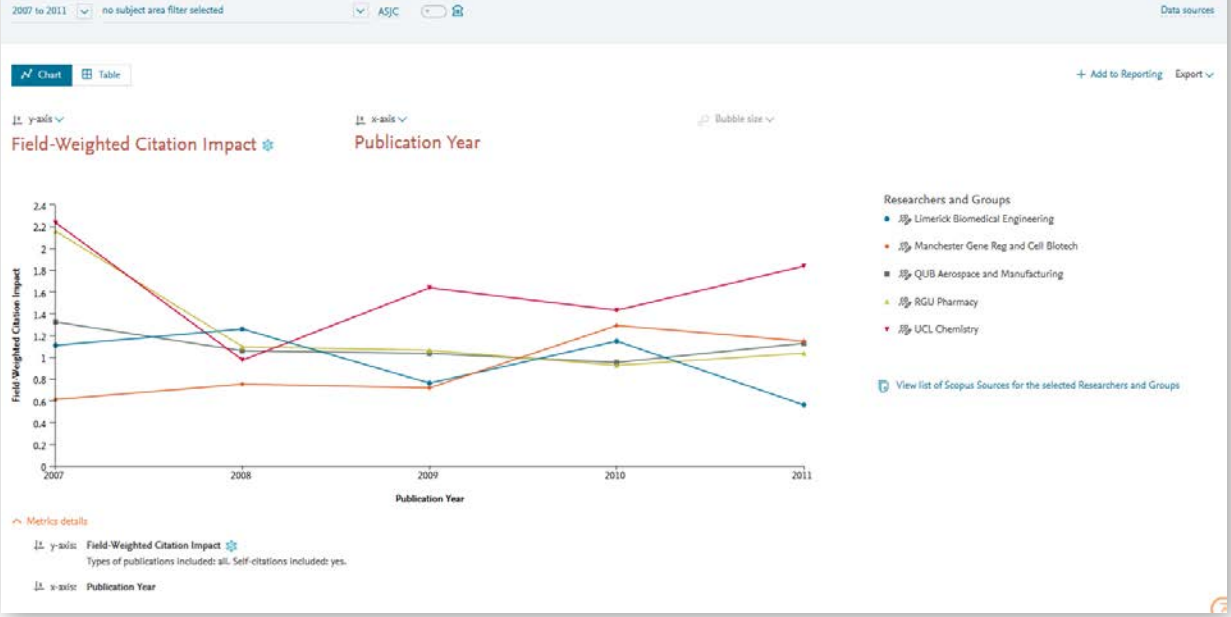 2007 to 2011 no subject area filter selected ASJC Data sources
Chart Table + Add to Reporting Export
y-axis x-axis Bubble size
Field-Weighted Citation Impact Publication Year
Researchers and Groups
Limerick Biomedical Engineering
Manchester Gene Reg and Cell Biotech
QUB Aerospace and Manufacturing
RGU Pharmacy
UCL Chemistry
View list of Scopus Sources for the selected Researchers and Groups
Field-Weighted Citation Impact
2.4
2.2
2
1.8
1.6
1.4
1.2
1
0.8
0.6
0.4
0.2
0
2007 2008 2009 2010 2011
Publication Year
Metrics details
y-axis: Field-Weighted Citation Impact
Types of publications included: all. Self-citations included: yes.
x-axis: Publication Year